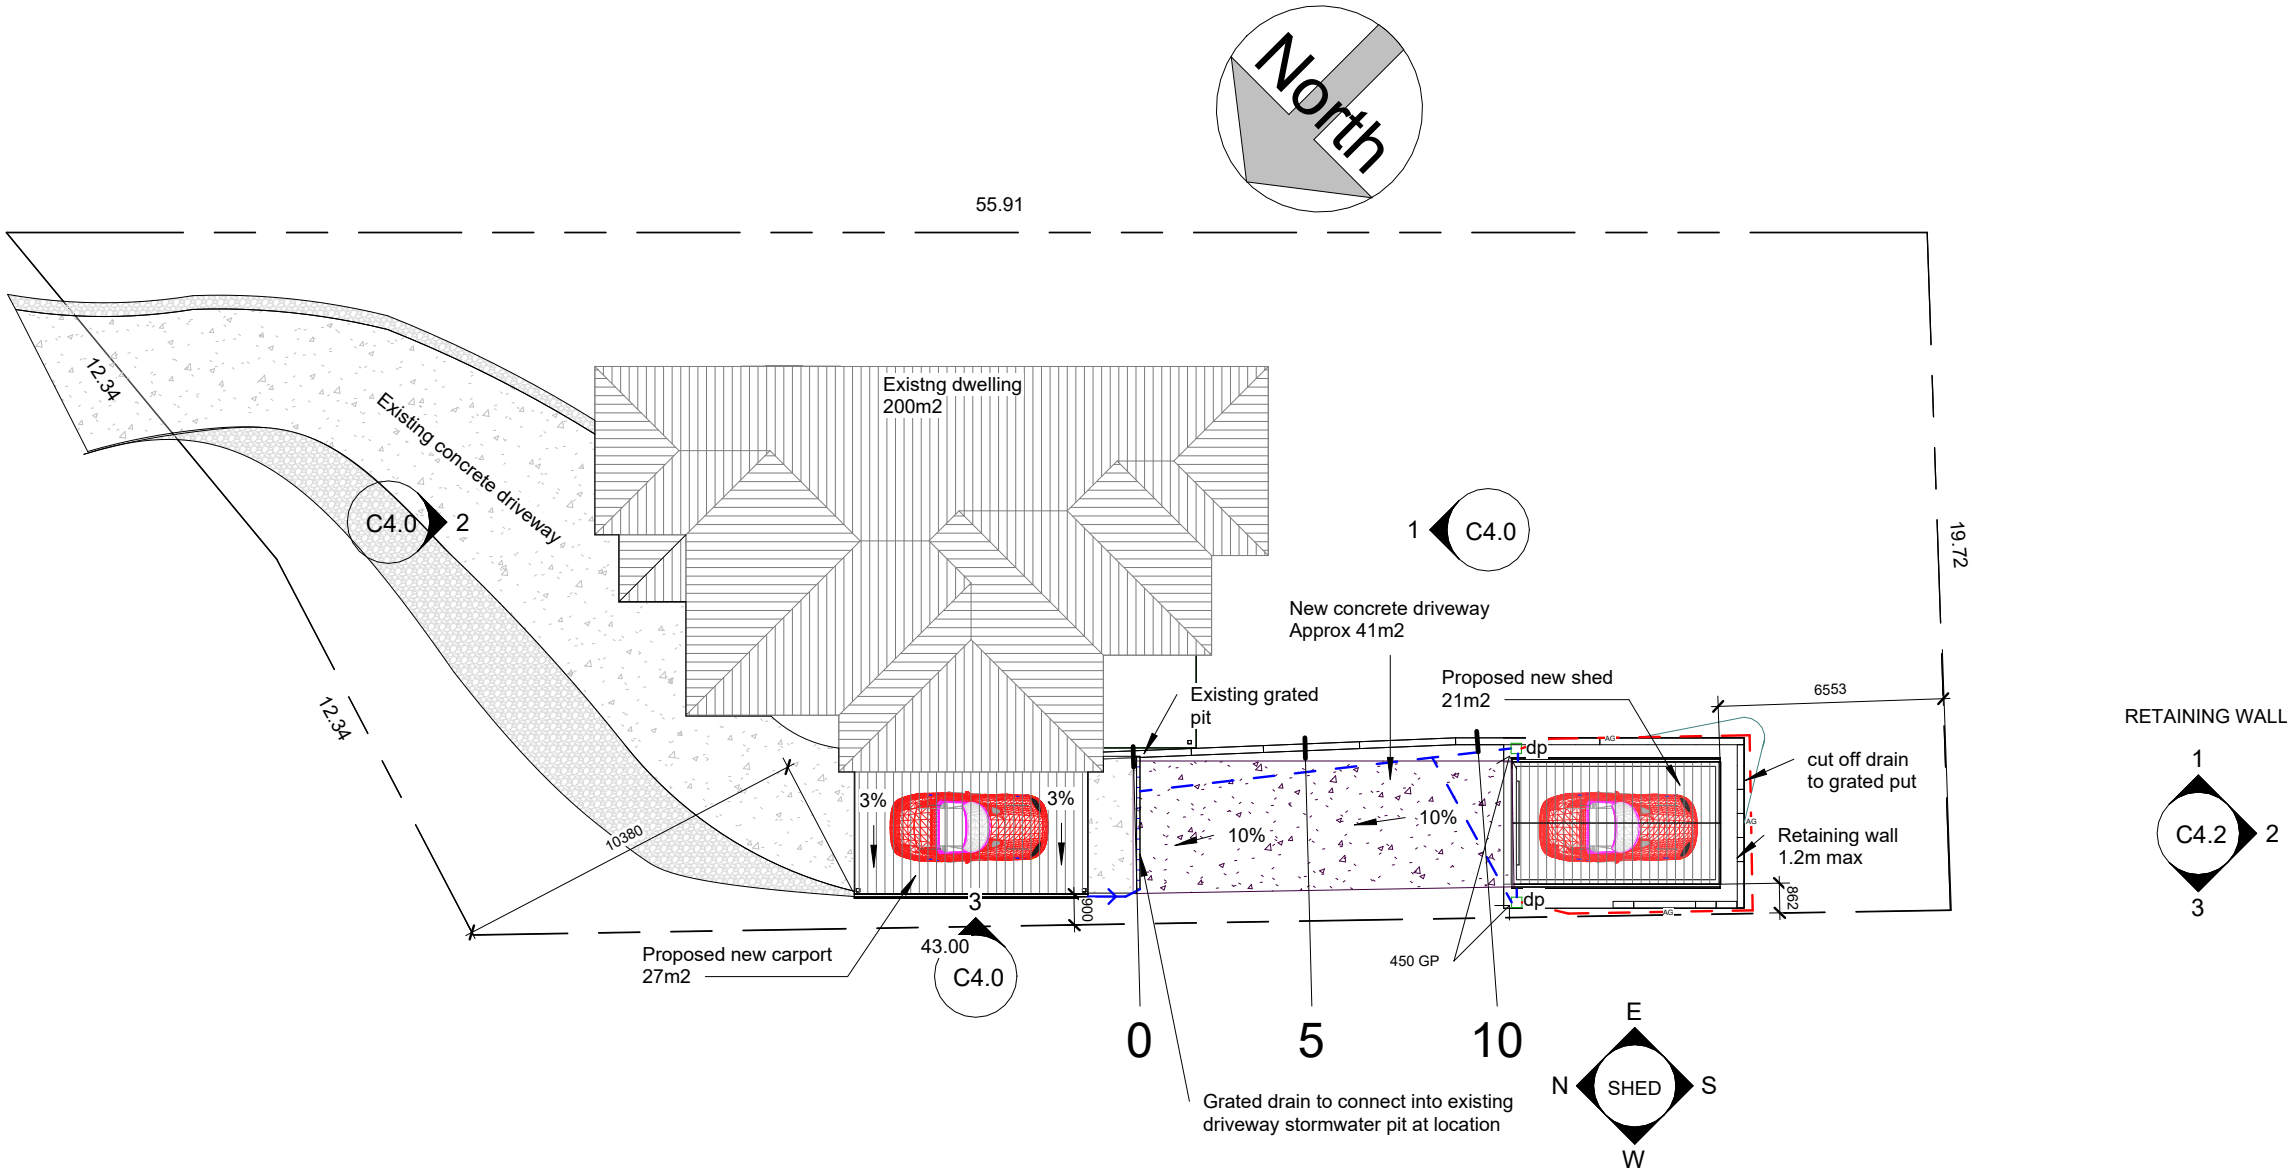 North
55.91
12.34
Existing concrete driveway
Existng dwelling
200m2
C4.0
2
1
C4.0
19.72
New concrete driveway
Approx 41m2
Proposed new shed
21m2
6553
Existing grated
pit
RETAINING WALL
12.34
dp
AG
cut off drain
to grated put
1
3%
3%
10%
10%
AG
C4.2
2
10380
Retaining wall
1.2m max
3
3
900
dp
AG
862
Proposed new carport
27m2
43.00
C4.0
450 GP
0
5
10
E
N
SHED
S
W
Grated drain to connect into existing
driveway stormwater pit at location